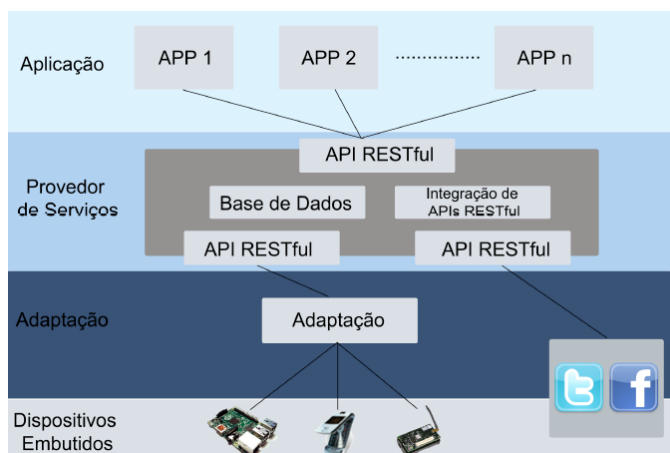 Aplicação
APP 1
APP 2
APP n
API RESTful
Provedor
de Serviços
Base de Dados
Integração de
APIs RESTful
API RESTful
API RESTful
Adaptação
Adaptação
Dispositivos
Embutidos